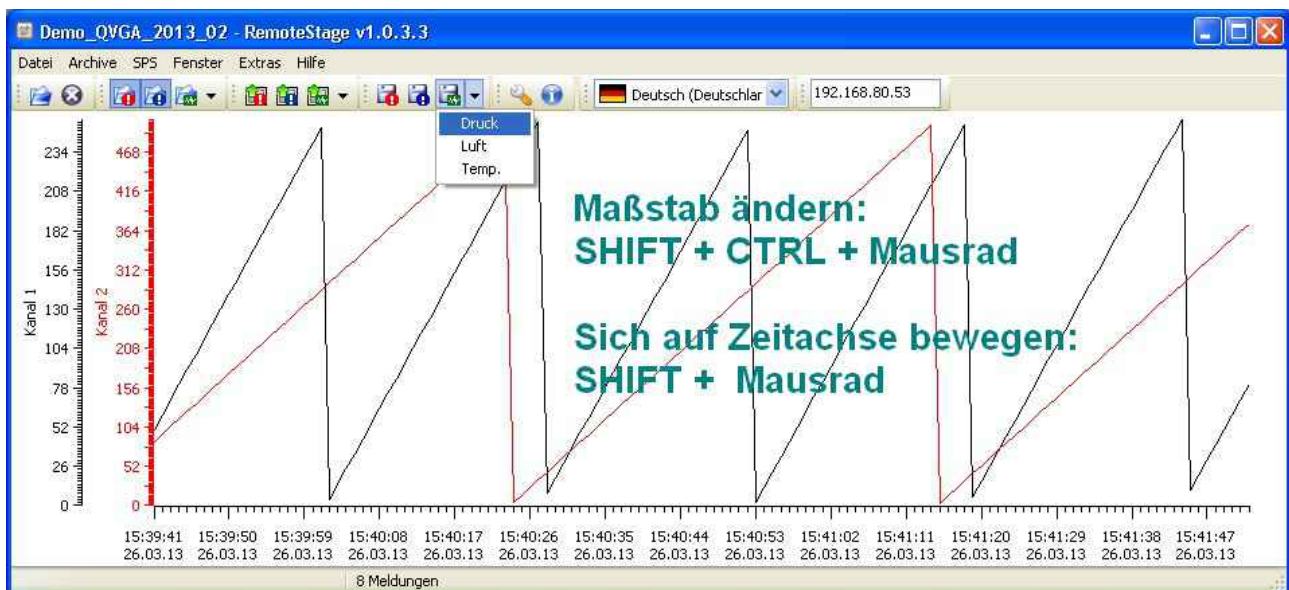 Demo_QVGA_2013_02 - RemoteStage v1.0.3.3
Datei Archive SPS Fenster Extras Hilfe
Deutsch (Deutschlar
192.168.80.53
Druck
Luft
Temp.
Maßstab ändern:
SHIFT + CTRL + Mausrad
Sich auf Zeitachse bewegen:
SHIFT + Mausrad
Kanal 1
234
208
182
156
130
104
78
52
26
0
Kanal 2
468
416
364
312
260
208
156
104
52
0
15:39:41 15:39:50 15:39:59 15:40:08 15:40:17 15:40:26 15:40:35 15:40:44 15:40:53 15:41:02 15:41:11 15:41:20 15:41:29 15:41:38 15:41:47
26.03.13 26.03.13 26.03.13 26.03.13 26.03.13 26.03.13 26.03.13 26.03.13 26.03.13 26.03.13 26.03.13 26.03.13 26.03.13 26.03.13 26.03.13
8 Meldungen